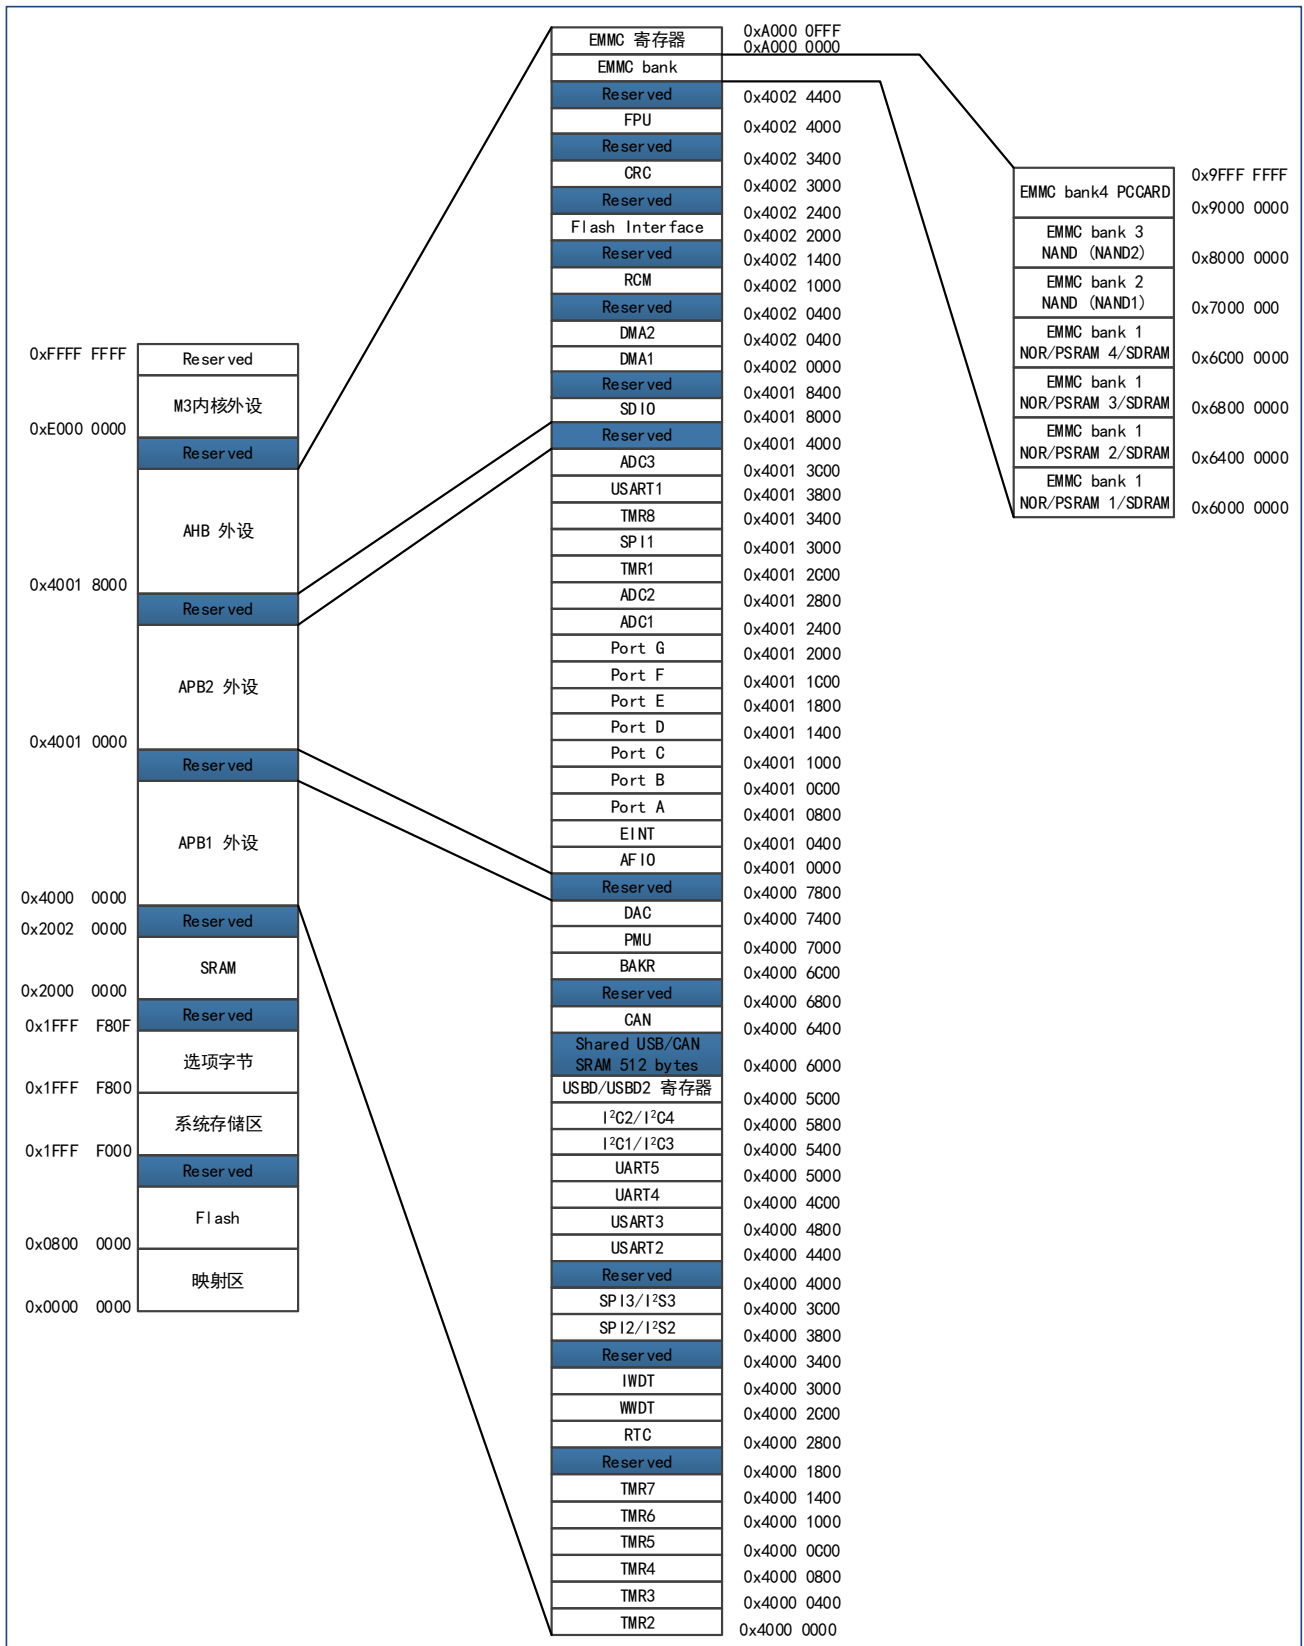 0xFFFF FFFF
Reserved
M3内核外设
0xE000 0000
Reserved
AHB 外设
0x4001 8000
Reserved
APB2 外设
0x4001 0000
Reserved
APB1 外设
0x4000 0000
Reserved
0x2002 0000
SRAM
0x2000 0000
Reserved
0x1FFF F80F
选项字节
0x1FFF F800
系统存储区
0x1FFF F000
Reserved
Flash
0x0800 0000
映射区
0x0000 0000
EMMC 寄存器
0xA000 0FFF
0xA000 0000
EMMC bank
Reserved
0x4002 4400
FPU
0x4002 4000
Reserved
0x4002 3400
CRC
0x4002 3000
Reserved
0x4002 2400
Flash Interface
0x4002 2000
Reserved
0x4002 1400
RCM
0x4002 1000
Reserved
0x4002 0400
DMA2
0x4002 0400
DMA1
0x4002 0000
Reserved
0x4001 8400
SDIO
0x4001 8000
Reserved
0x4001 4000
ADC3
0x4001 3C00
USART1
0x4001 3800
TMR8
0x4001 3400
SPI1
0x4001 3000
TMR1
0x4001 2C00
ADC2
0x4001 2800
ADC1
0x4001 2400
Port G
0x4001 2000
Port F
0x4001 1C00
Port E
0x4001 1800
Port D
0x4001 1400
Port C
0x4001 1000
Port B
0x4001 0C00
Port A
0x4001 0800
EINT
0x4001 0400
AFIO
0x4001 0000
Reserved
0x4000 7800
DAC
0x4000 7400
PMU
0x4000 7000
BAKR
0x4000 6C00
Reserved
0x4000 6800
CAN
0x4000 6400
Shared USB/CAN
SRAM 512 bytes
0x4000 6000
USBD/USBD2 寄存器
0x4000 5C00
I²C2/I²C4
0x4000 5800
I²C1/I²C3
0x4000 5400
UART5
0x4000 5000
UART4
0x4000 4C00
USART3
0x4000 4800
USART2
0x4000 4400
Reserved
0x4000 4000
SPI3/I²S3
0x4000 3C00
SPI2/I²S2
0x4000 3800
Reserved
0x4000 3400
IWDT
0x4000 3000
WWDT
0x4000 2C00
RTC
0x4000 2800
Reserved
0x4000 1800
TMR7
0x4000 1400
TMR6
0x4000 1000
TMR5
0x4000 0C00
TMR4
0x4000 0800
TMR3
0x4000 0400
TMR2
0x4000 0000
0x9FFF FFFF
EMMC bank4 PCCARD
0x9000 0000
EMMC bank 3
NAND (NAND2)
0x8000 0000
EMMC bank 2
NAND (NAND1)
0x7000 000
EMMC bank 1
NOR/PSRAM 4/SDRAM
0x6C00 0000
EMMC bank 1
NOR/PSRAM 3/SDRAM
0x6800 0000
EMMC bank 1
NOR/PSRAM 2/SDRAM
0x6400 0000
EMMC bank 1
NOR/PSRAM 1/SDRAM
0x6000 0000